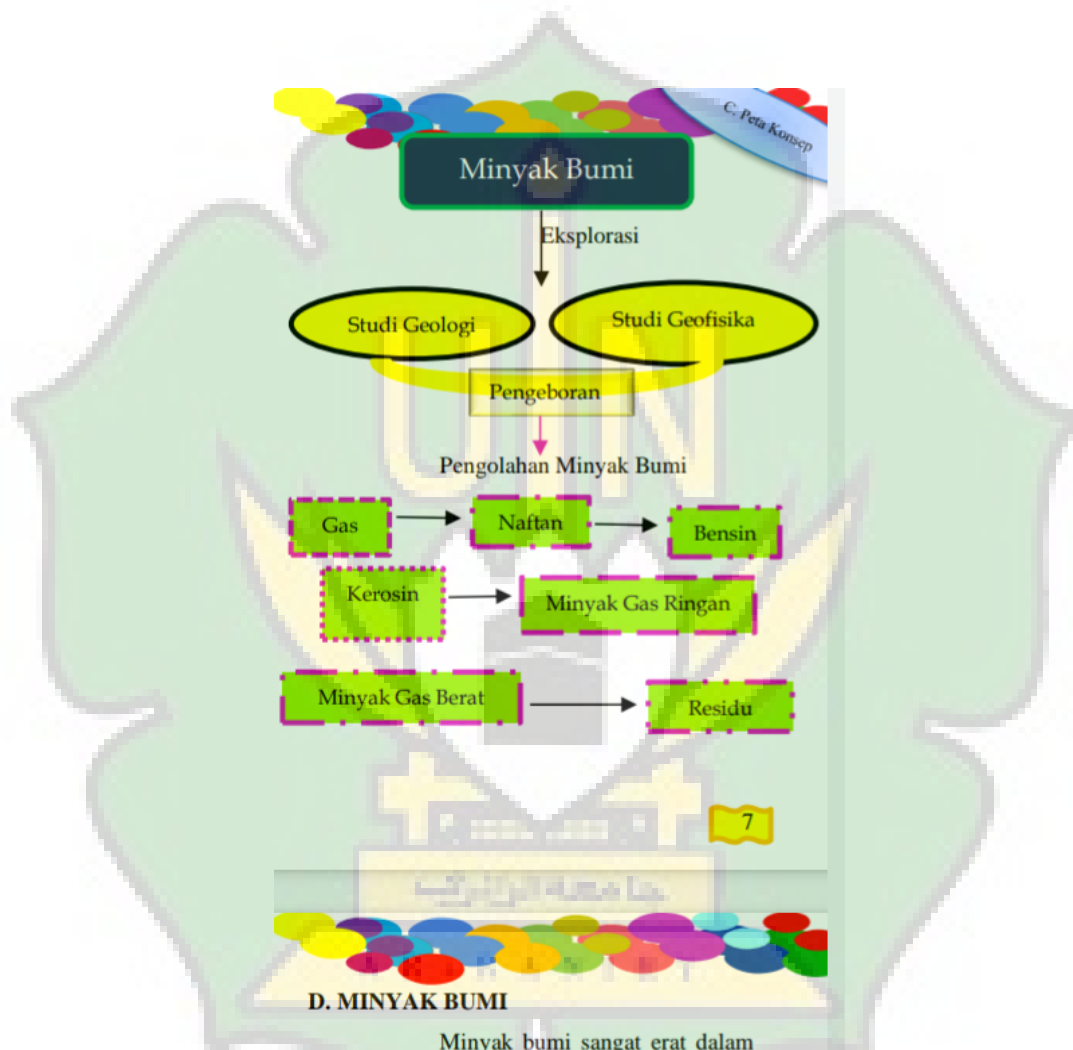 C. Peta Konsep
Minyak Bumi
Eksplorasi
Studi Geologi
Studi Geofisika
Pengeboran
Pengolahan Minyak Bumi
Gas
Naftan
Bensin
Kerosin
Minyak Gas Ringan
Minyak Gas Berat
Residu
7
D. MINYAK BUMI
Minyak bumi sangat erat dalam